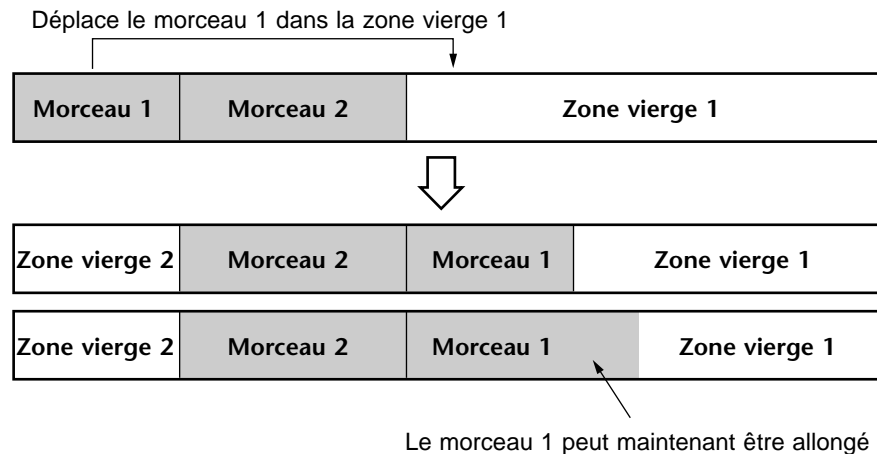 Déplace le morceau 1 dans la zone vierge 1
Morceau 1 Morceau 2 Zone vierge 1
Zone vierge 2 Morceau 2 Morceau 1 Zone vierge 1
Zone vierge 2 Morceau 2 Morceau 1 Zone vierge 1
Le morceau 1 peut maintenant être allongé